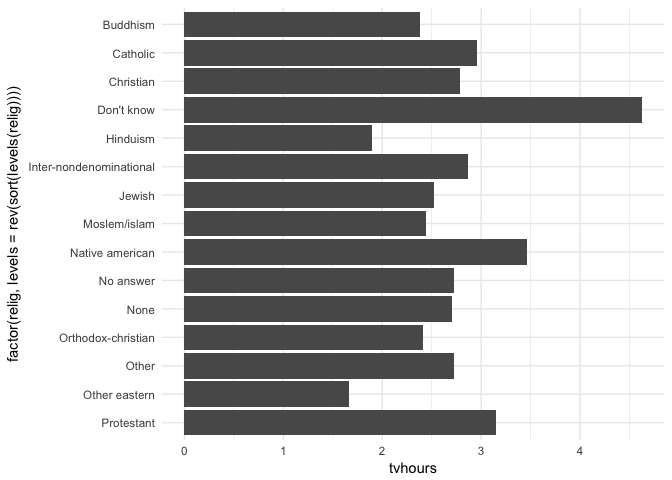 factor(relig, levels = rev(sort(levels(relig))))
Buddhism
Catholic
Christian
Don't know
Hinduism
Inter-nondenominational
Jewish
Moslem/islam
Native american
No answer
None
Orthodox-christian
Other
Other eastern
Protestant
0 1 2 3 4
tvhours